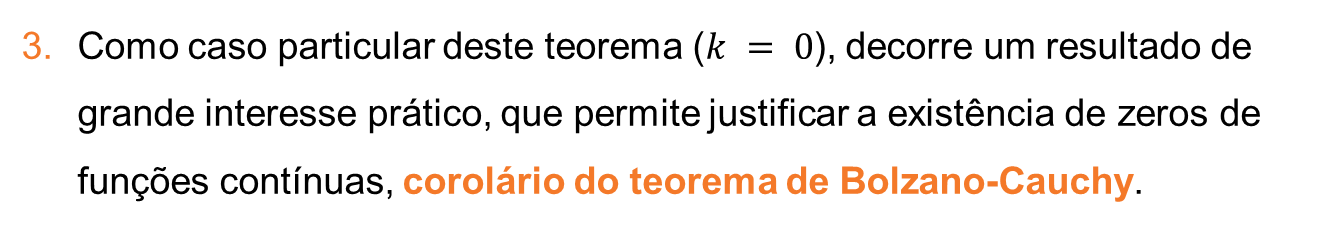 3. Como caso particular deste teorema (k = 0), decorre um resultado de
grande interesse prático, que permite justificar a existência de zeros de
funções contínuas, corolário do teorema de Bolzano-Cauchy.